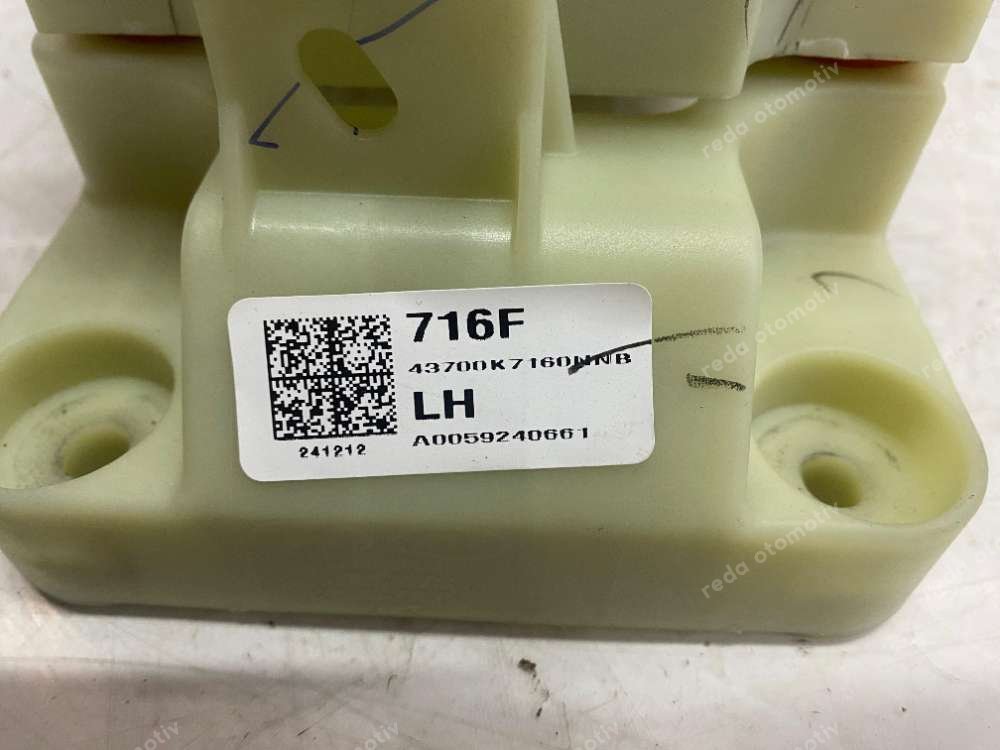 716F
43700K7160NNB
LH
A0059240661
241212
reda otomotiv
reda otomotiv
reda otomotiv
reda otomotiv